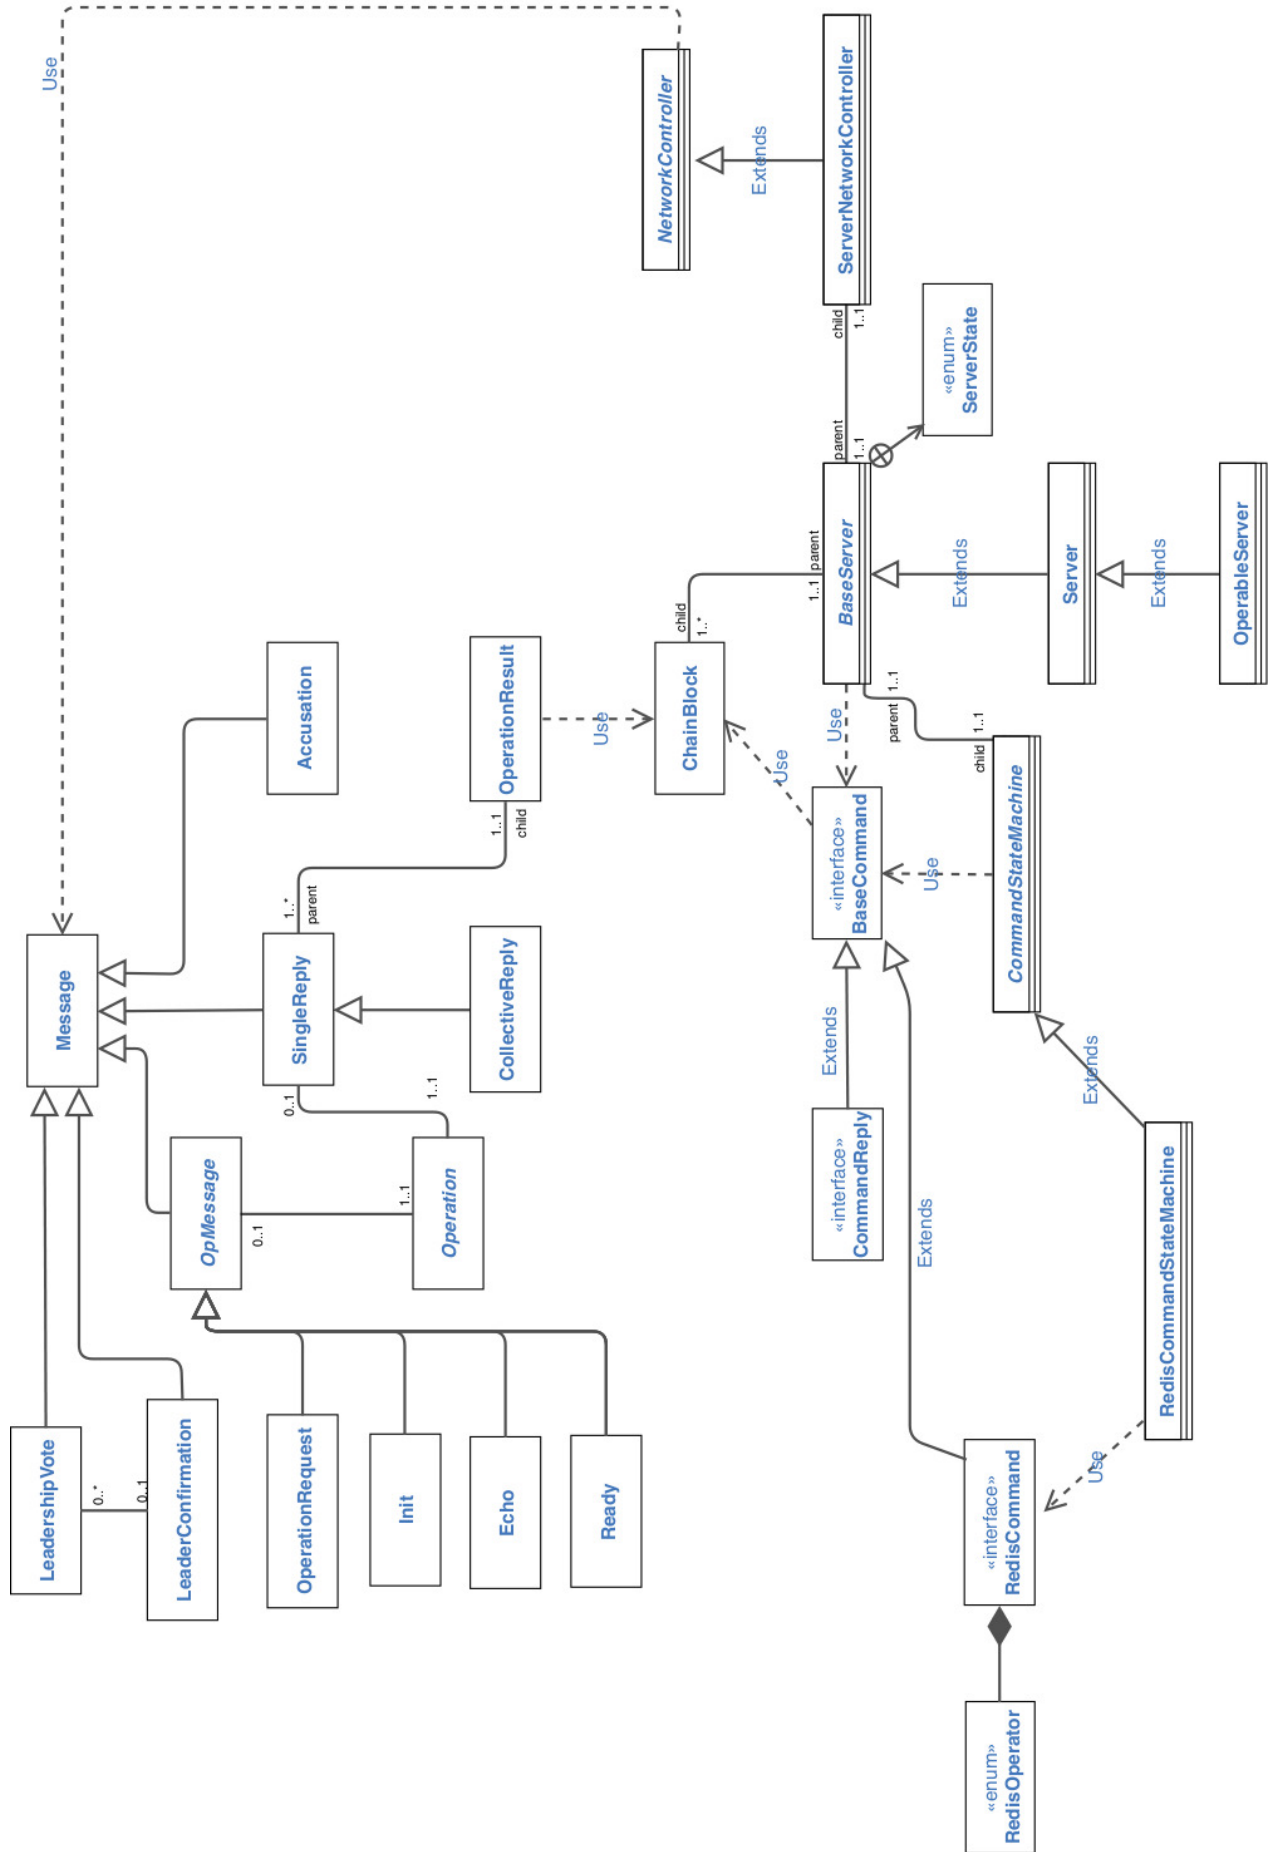 LeadershipVote
Message
Use
0..*
0..1
LeaderConfirmation
OpMessage
0..1
0..1
1..*
parent
OperationRequest
SingleReply
Accusation
Init
1..1
1..1
Operation
1..1
child
Echo
CollectiveReply
OperationResult
Ready
Use
NetworkController
child
1..*
ChainBlock
Extends
Use
1..1 parent
parent
1..1
child
1..1
«interface»
CommandReply
Extends
«interface»
BaseCommand
Use
BaseServer
ServerNetworkController
parent 1..1
Extends
Use
«enum»
ServerState
Extends
child 1..1
«enum»
RedisOperator
«interface»
RedisCommand
CommandStateMachine
Server
Use
Extends
Extends
RedisCommandStateMachine
OperableServer